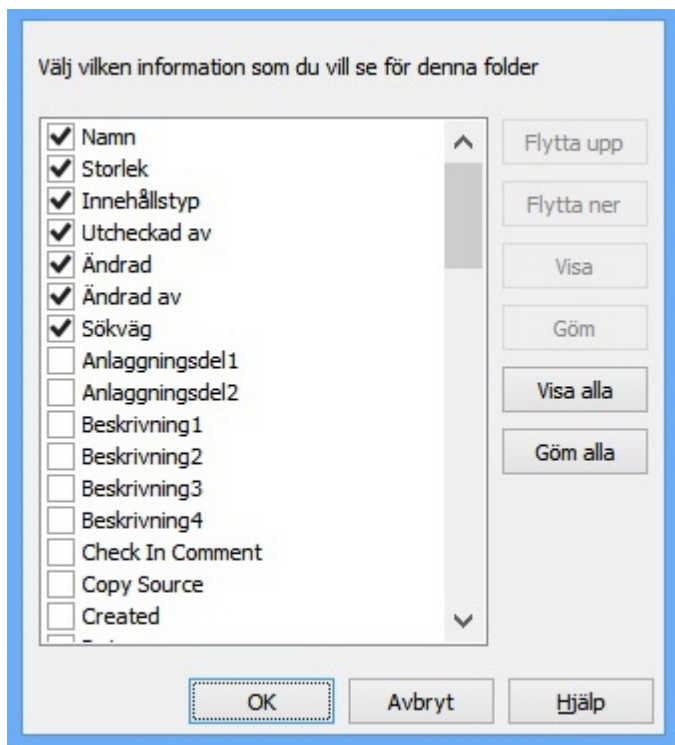 Välj vilken information som du vill se för denna folder
Namn
Storlek
Innehållstyp
Utcheckad av
Ändrad
Ändrad av
Sökväg
Anlaggningsdel1
Anlaggningsdel2
Beskrivning1
Beskrivning2
Beskrivning3
Beskrivning4
Check In Comment
Copy Source
Created
Flytta upp
Flytta ner
Visa
Göm
Visa alla
Göm alla
OK
Avbryt
Hjälp